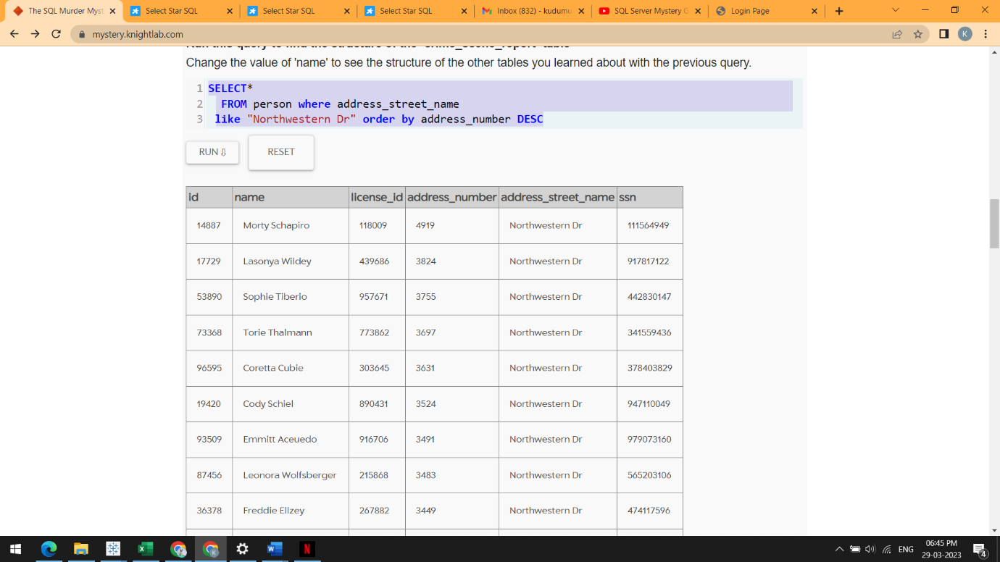 The SQL Murder Myst
Select Star SQL
Select Star SQL
Select Star SQL
Inbox (832) - kudumu
SQL Server Mystery G
Login Page
mystery.knightlab.com
K
Change the value of 'name' to see the structure of the other tables you learned about with the previous query.
1 SELECT*
2 FROM person where address_street_name
3 like "Northwestern Dr" order by address_number DESC
RUN ⇩ RESET
id name license_id address_number address_street_name ssn
14887 Morty Schapiro 118009 4919 Northwestern Dr 111564949
17729 Lasonya Wildey 439686 3824 Northwestern Dr 917817122
53890 Sophie Tiberio 957671 3755 Northwestern Dr 442830147
73368 Torie Thalmann 773862 3697 Northwestern Dr 341559436
96595 Coretta Cubie 303645 3631 Northwestern Dr 378403829
19420 Cody Schiel 890431 3524 Northwestern Dr 947110049
93509 Emmitt Aceuedo 916706 3491 Northwestern Dr 979073160
87456 Leonora Wolfsberger 215868 3483 Northwestern Dr 565203106
36378 Freddie Ellzey 267882 3449 Northwestern Dr 474117596
ENG
06:45 PM
29-03-2023
4